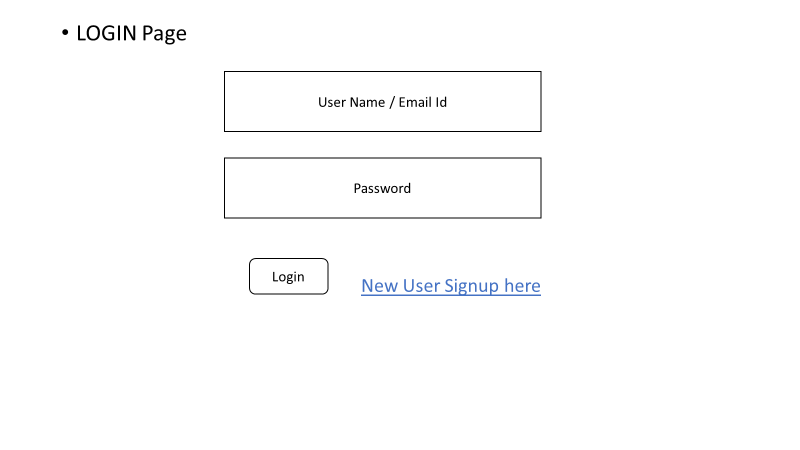 • LOGIN Page
User Name / Email Id
Password
Login
New User Signup here